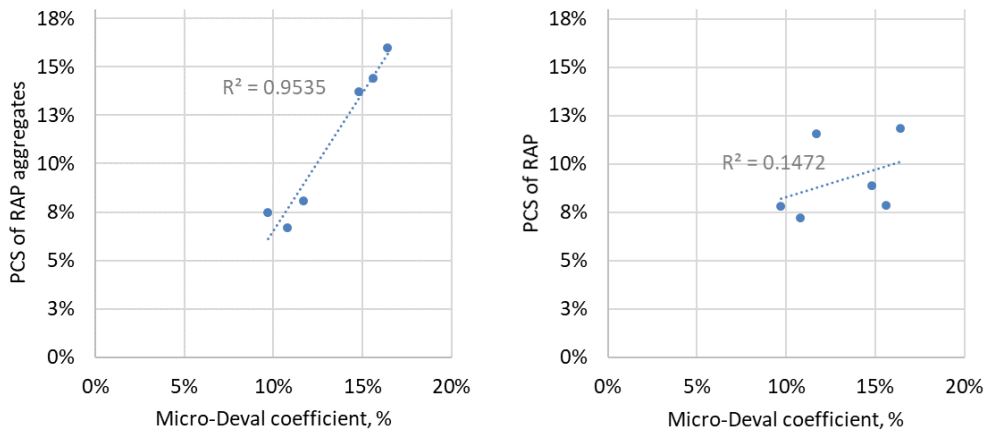 18%
15%
13%
10%
8%
5%
3%
0%
PCS of RAP aggregates
R² = 0.9535
0% 5% 10% 15% 20%
Micro-Deval coefficient, %
18%
15%
13%
10%
8%
5%
3%
0%
PCS of RAP
R² = 0.1472
0% 5% 10% 15% 20%
Micro-Deval coefficient, %